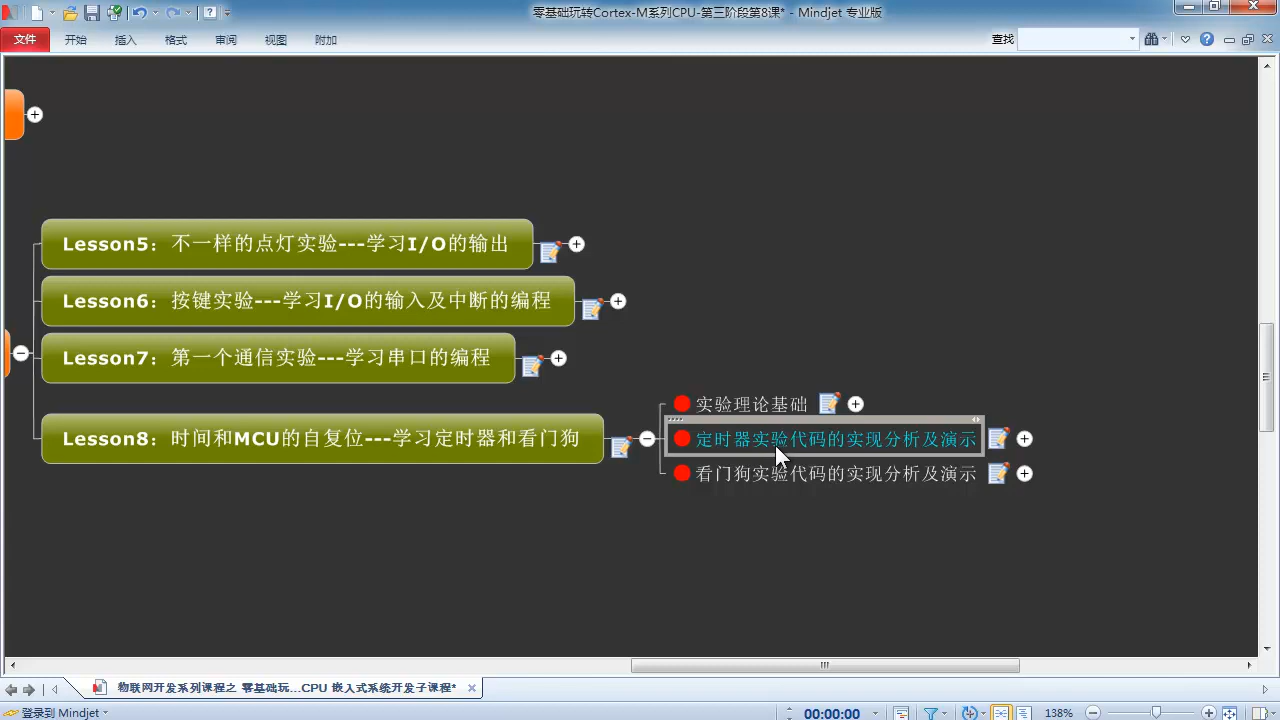 零基础玩转Cortex-M系列CPU-第三阶段第8课* - Mindjet 专业版
文件 开始 插入 格式 审阅 视图 附加 查找
Lesson5：不一样的点灯实验---学习I/O的输出
Lesson6：按键实验---学习I/O的输入及中断的编程
Lesson7：第一个通信实验---学习串口的编程
实验理论基础
Lesson8：时间和MCU的自复位---学习定时器和看门狗
定时器实验代码的实现分析及演示
看门狗实验代码的实现分析及演示
物联网开发系列课程之 零基础玩...CPU 嵌入式系统开发子课程*
登录到 Mindjet 00:00:00 138%